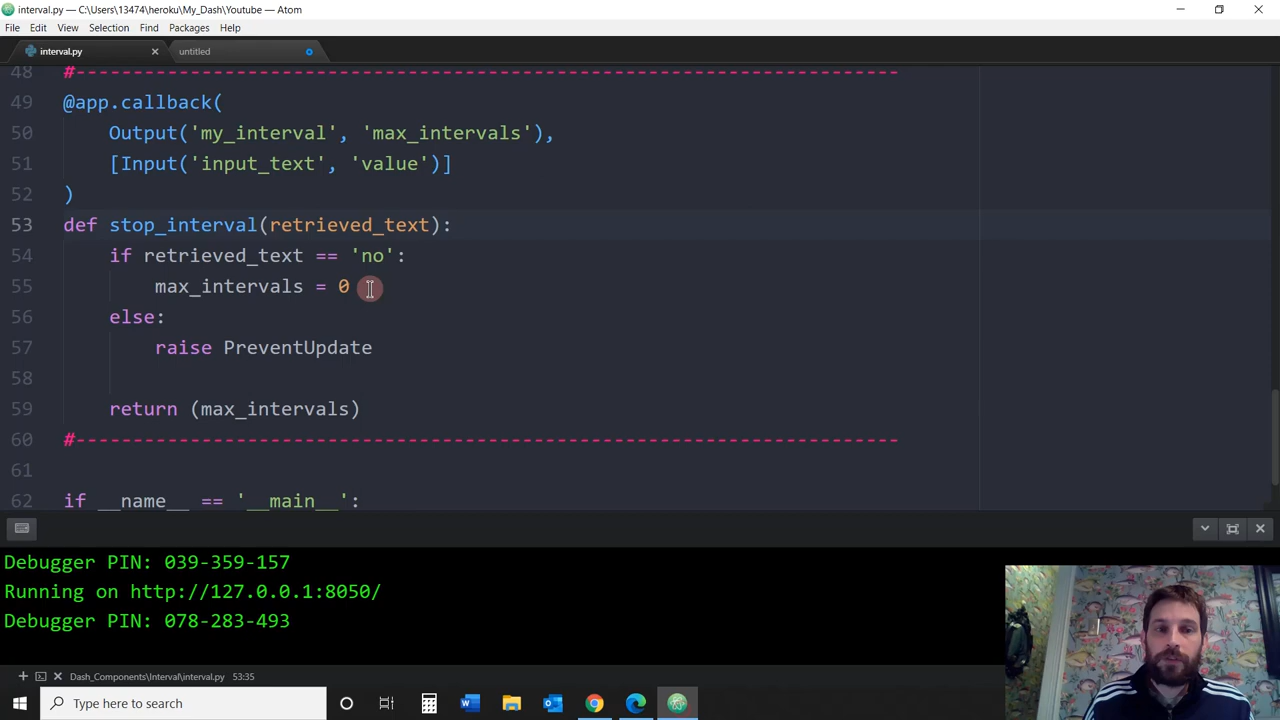 interval.py — C:\Users\13474\heroku\My_Dash\Youtube — Atom
File Edit View Selection Find Packages Help
interval.py untitled
48 #------------------------------------------------------------------------
49 @app.callback(
50 Output('my_interval', 'max_intervals'),
51 [Input('input_text', 'value')]
52 )
53 def stop_interval(retrieved_text):
54 if retrieved_text == 'no':
55 max_intervals = 0
56 else:
57 raise PreventUpdate
58
59 return (max_intervals)
60 #------------------------------------------------------------------------
61
62 if __name__ == '__main__':
Debugger PIN: 039-359-157
Running on http://127.0.0.1:8050/
Debugger PIN: 078-283-493
Dash_Components\Interval\interval.py 53:35
Type here to search